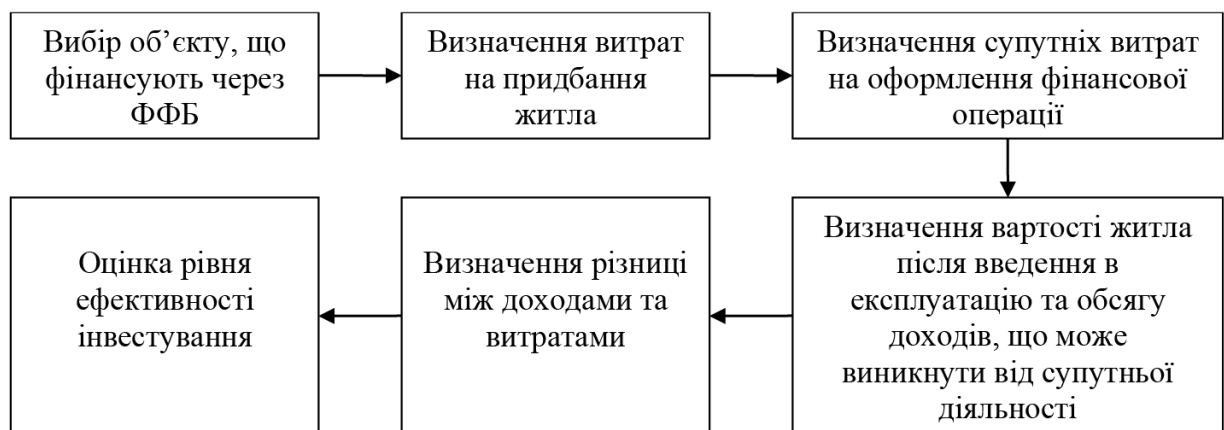 Вибір об’єкту, що
фінансують через
ФФБ
Визначення витрат
на придбання
житла
Визначення супутніх витрат
на оформлення фінансової
операції
Визначення вартості житла
після введення в
експлуатацію та обсягу
доходів, що може
виникнути від супутньої
діяльності
Визначення різниці
між доходами та
витратами
Оцінка рівня
ефективності
інвестування